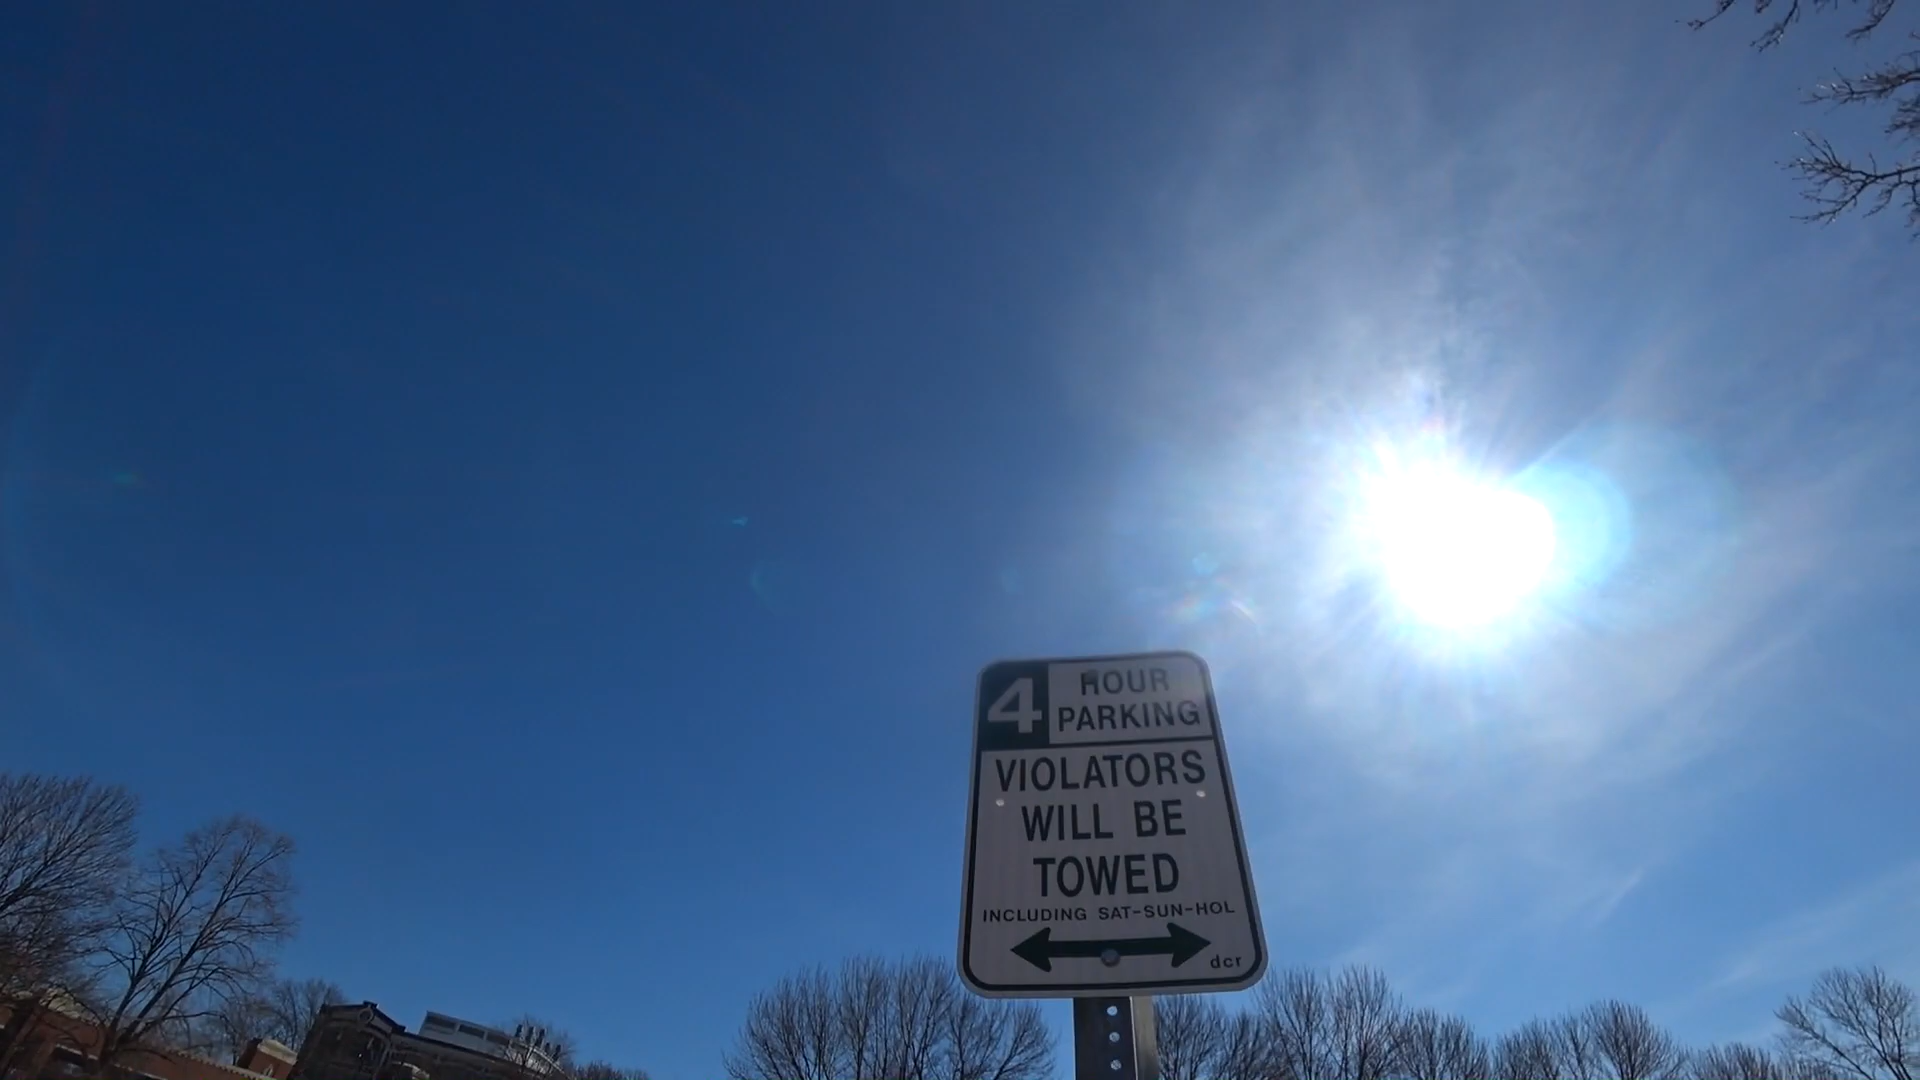 4 HOUR
PARKING
VIOLATORS
WILL BE
TOWED
INCLUDING SAT-SUN-HOL
dcr